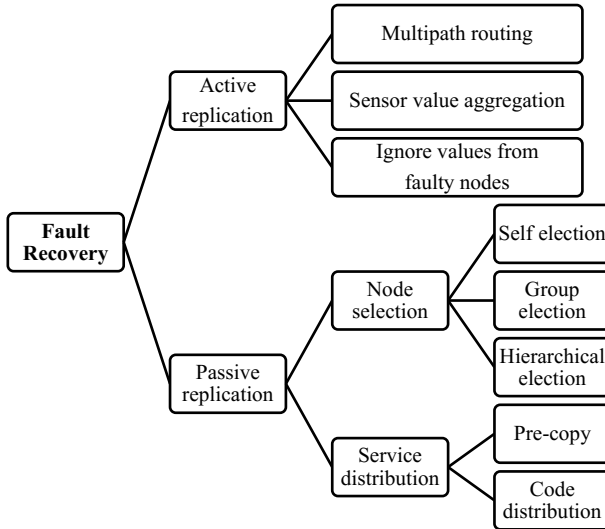 Multipath routing
Active
replication
Sensor value aggregation
Ignore values from
faulty nodes
Fault
Recovery
Self election
Node
selection
Group
election
Hierarchical
election
Passive
replication
Pre-copy
Service
distribution
Code
distribution